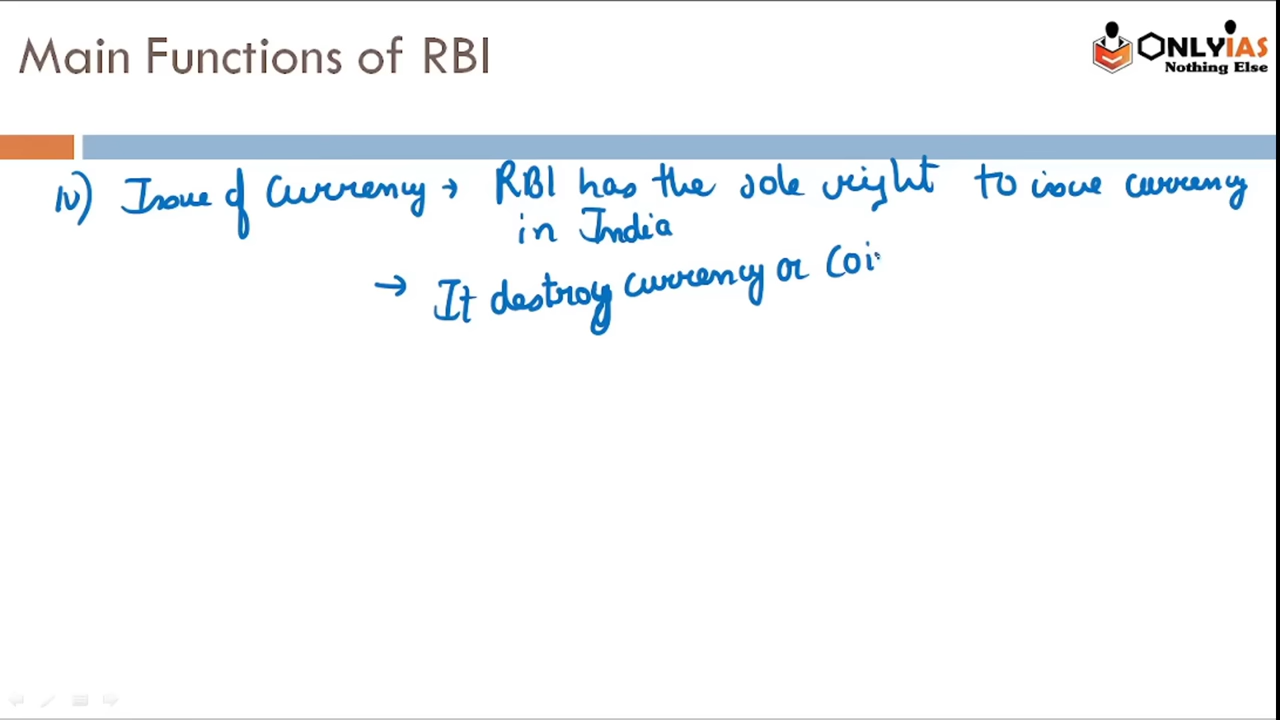 Main Functions of RBI
ONLYIAS
Nothing Else
iv) Issue of Currency → RBI has the sole right to issue currency
in India
→ It destroy currency or Coi